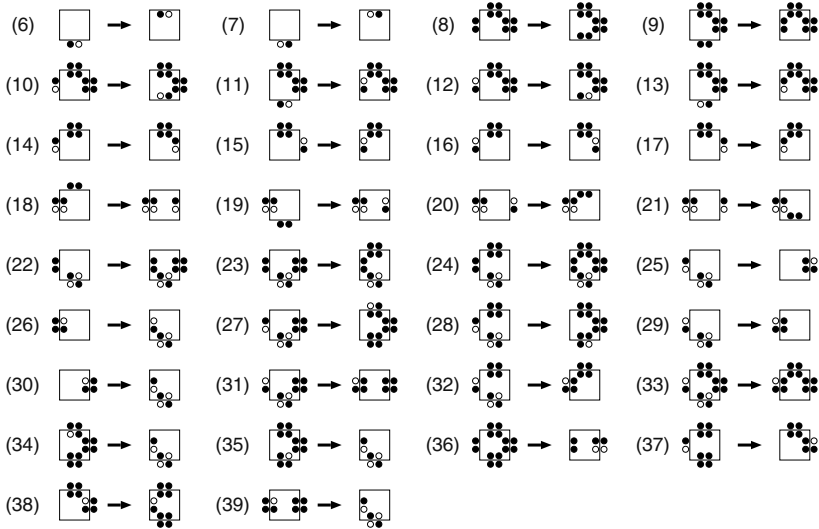 (6) (7) (8) (9)
(10) (11) (12) (13)
(14) (15) (16) (17)
(18) (19) (20) (21)
(22) (23) (24) (25)
(26) (27) (28) (29)
(30) (31) (32) (33)
(34) (35) (36) (37)
(38) (39)